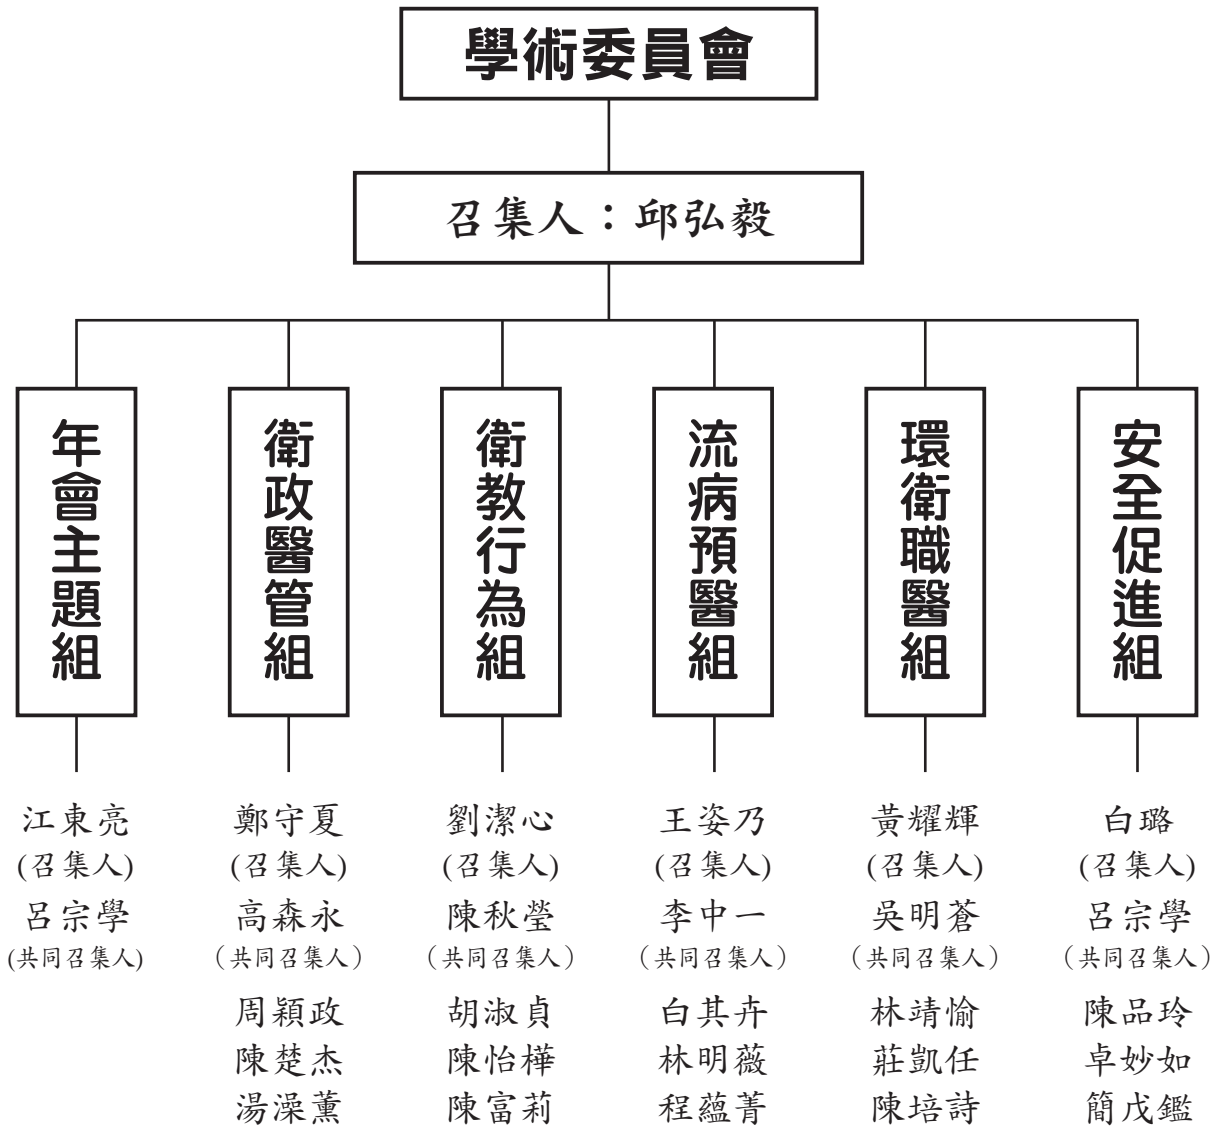 學術委員會
召集人：邱弘毅
年會主題組
衛政醫管組
衛教行為組
流病預醫組
環衛職醫組
安全促進組
江東亮
(召集人)
呂宗學
(共同召集人)
鄭守夏
(召集人)
高森永
（共同召集人）
周穎政
陳楚杰
湯澡薰
劉潔心
(召集人)
陳秋瑩
（共同召集人）
胡淑貞
陳怡樺
陳富莉
王姿乃
(召集人)
李中一
（共同召集人）
白其卉
林明薇
程蘊菁
黃耀輝
(召集人)
吳明蒼
（共同召集人）
林靖愉
莊凱任
陳培詩
白璐
(召集人)
呂宗學
（共同召集人）
陳品玲
卓妙如
簡戊鑑